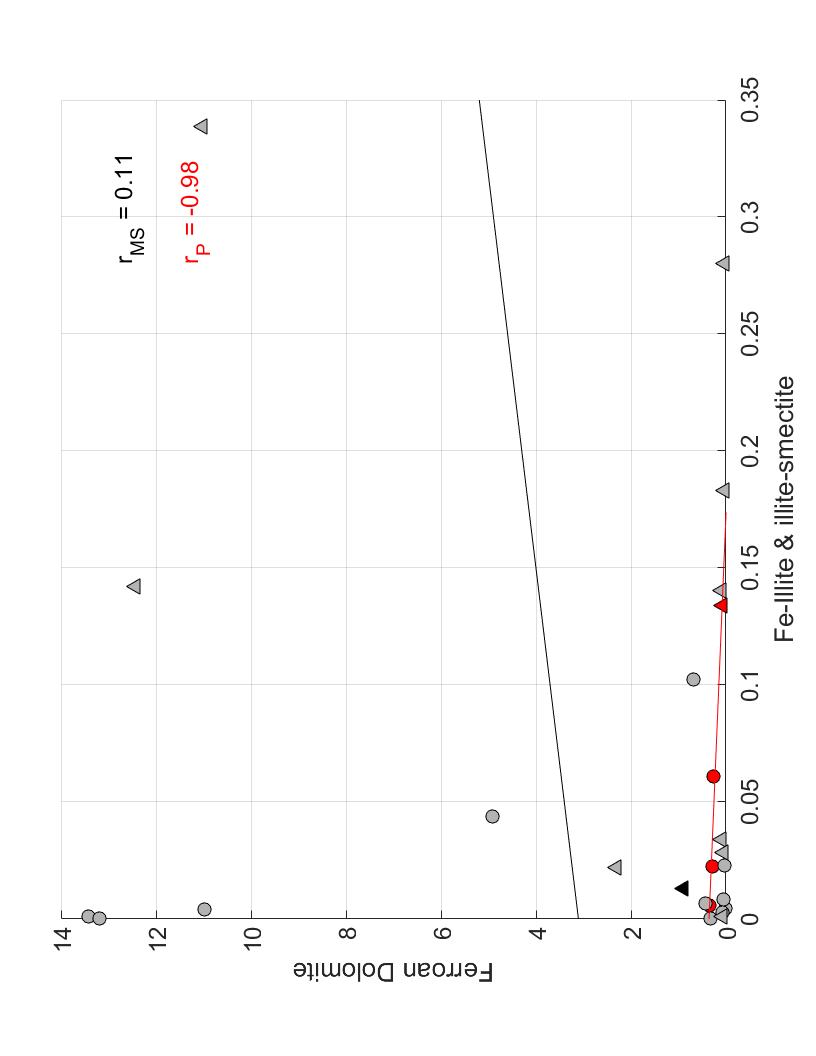 14
12
10
8
6
4
2
0
Ferroan Dolomite
r_MS = 0.11
r_P = -0.98
0 0.05 0.1 0.15 0.2 0.25 0.3 0.35
Fe-Illite & illite-smectite